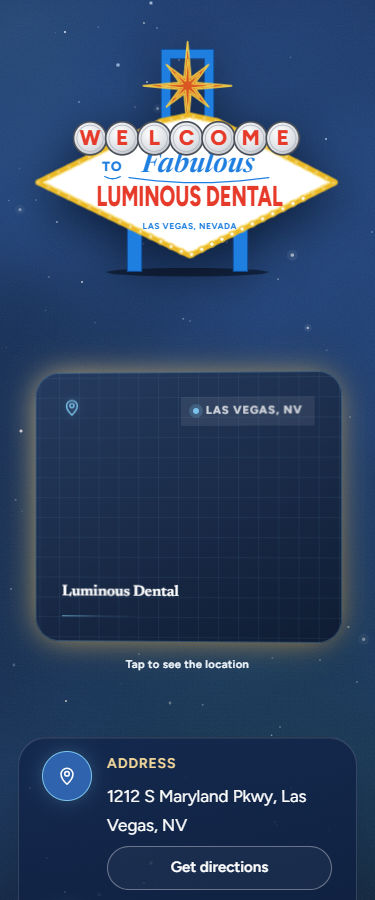 WELCOME
TO Fabulous
LUMINOUS DENTAL
LAS VEGAS, NEVADA
LAS VEGAS, NV
Luminous Dental
Tap to see the location
ADDRESS
1212 S Maryland Pkwy, Las
Vegas, NV
Get directions